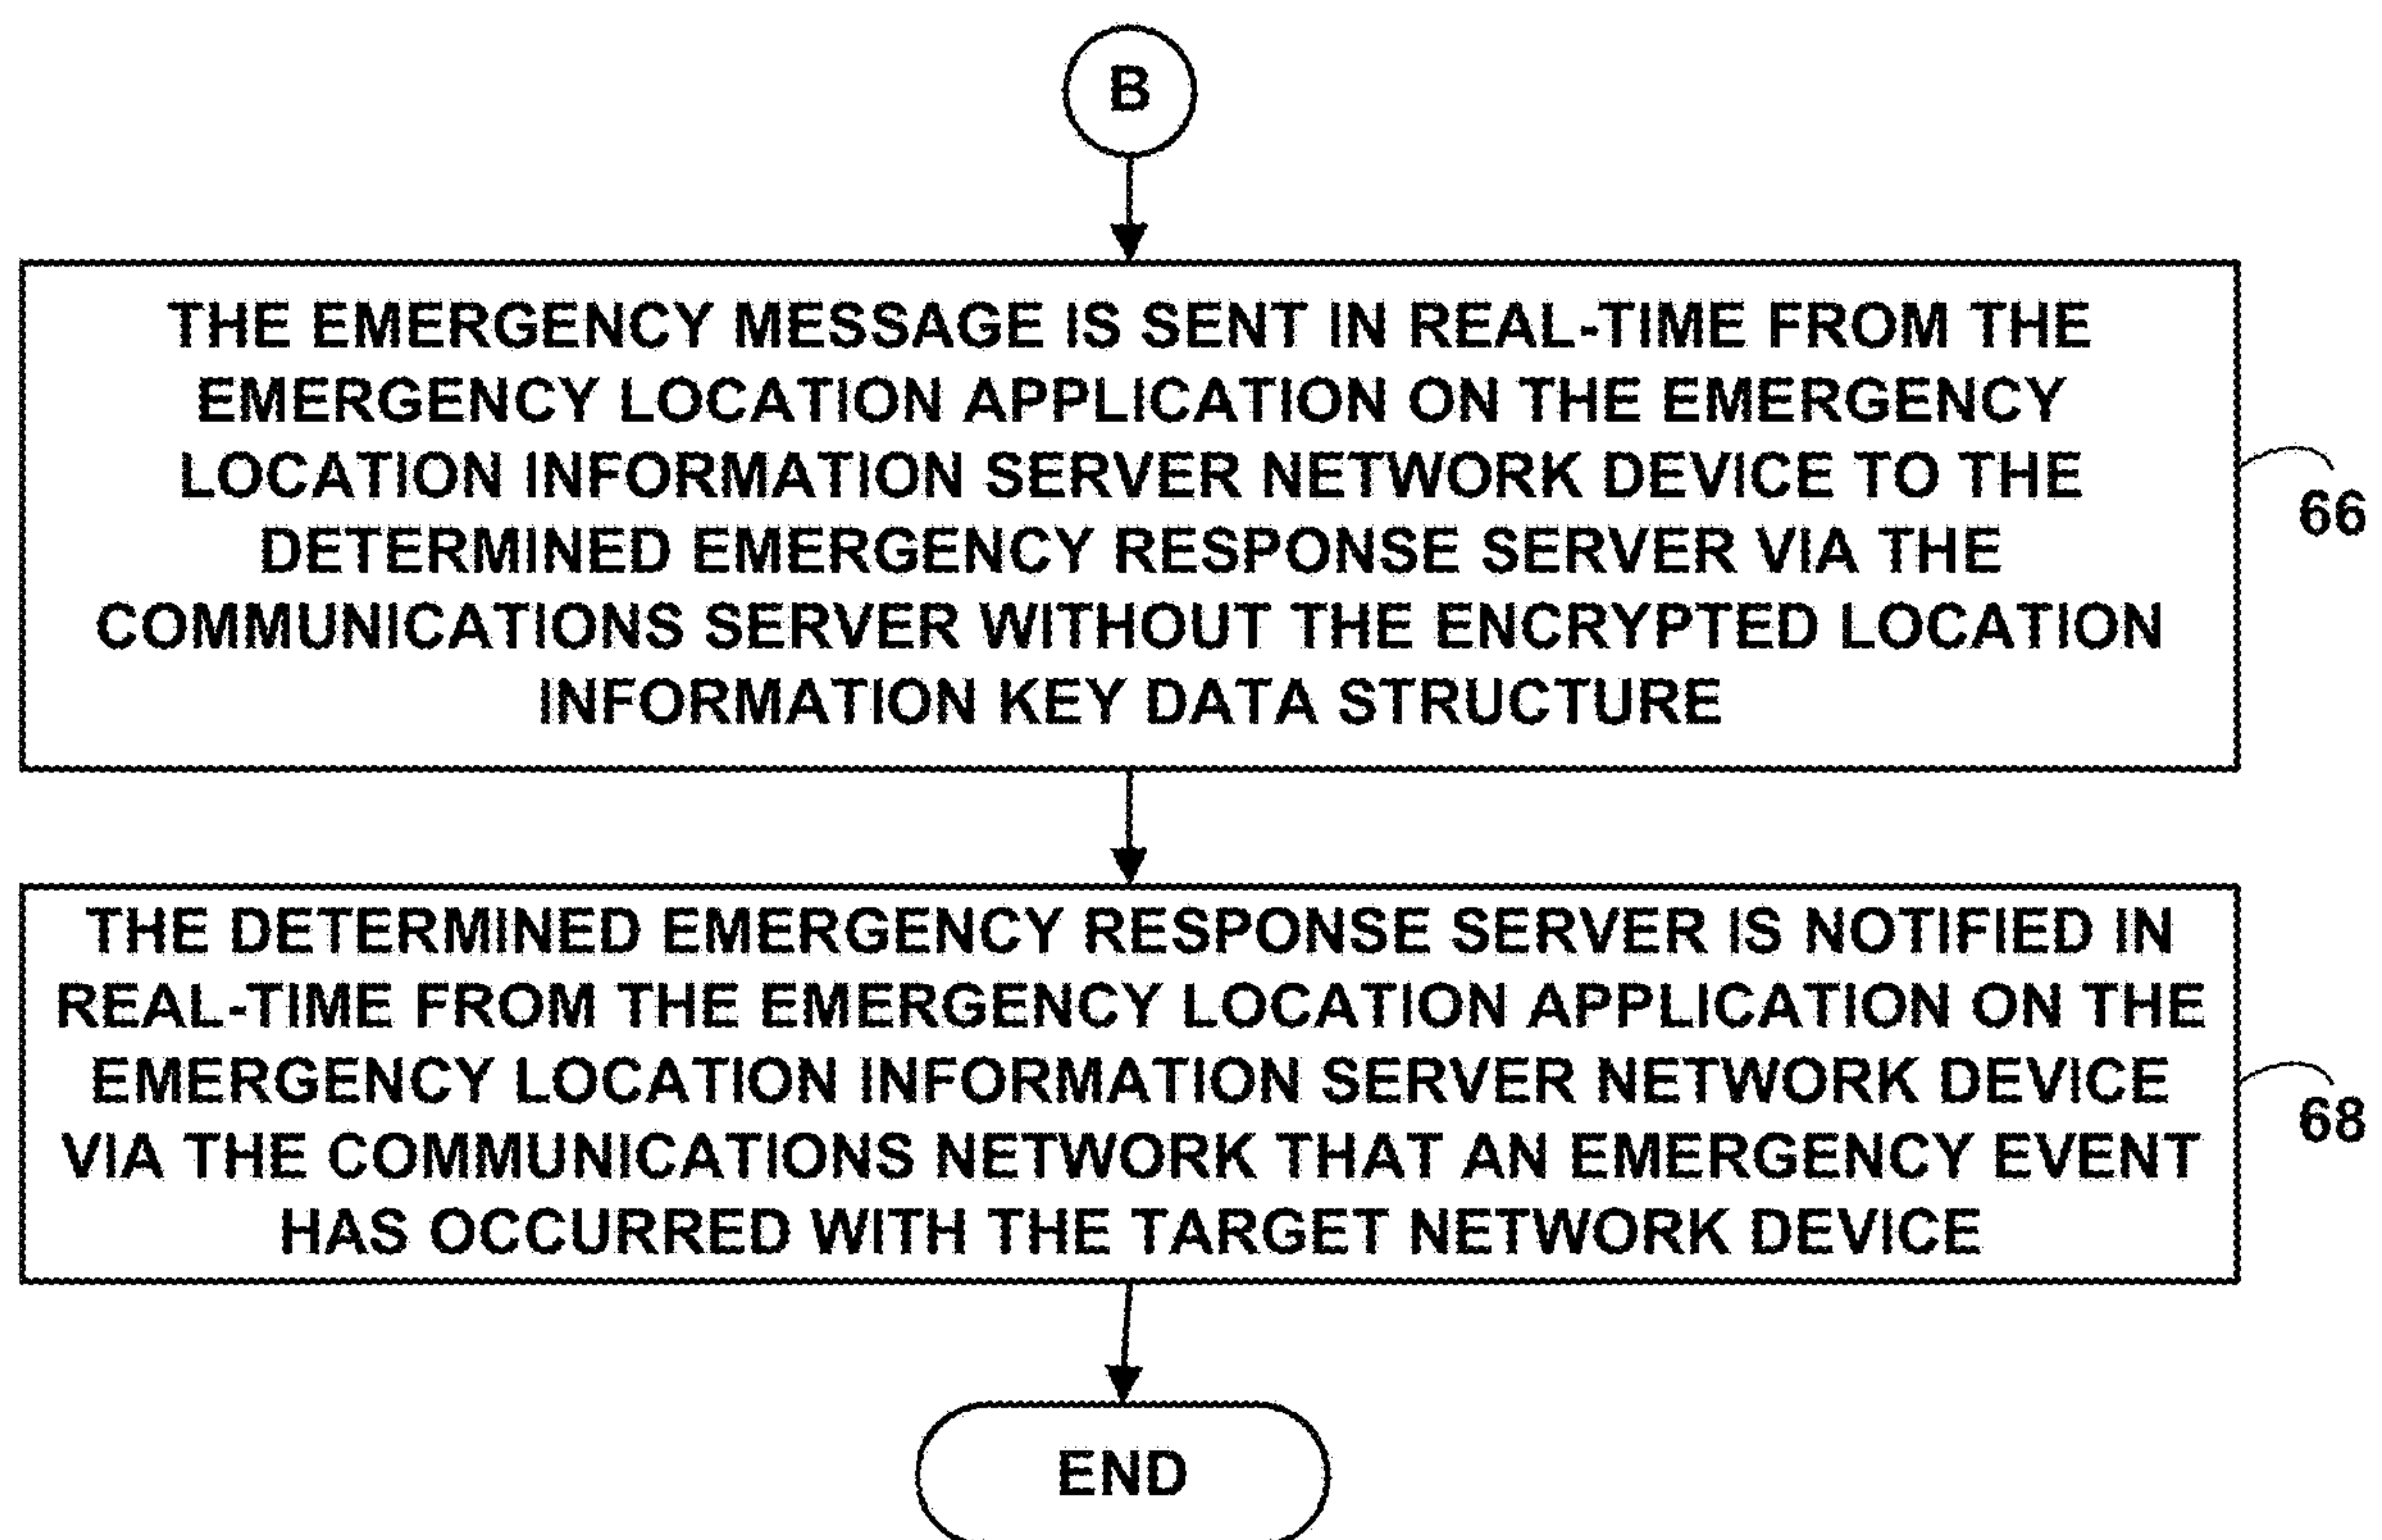 B
THE EMERGENCY MESSAGE IS SENT IN REAL-TIME FROM THE
EMERGENCY LOCATION APPLICATION ON THE EMERGENCY
LOCATION INFORMATION SERVER NETWORK DEVICE TO THE
DETERMINED EMERGENCY RESPONSE SERVER VIA THE
COMMUNICATIONS SERVER WITHOUT THE ENCRYPTED LOCATION
INFORMATION KEY DATA STRUCTURE
66
THE DETERMINED EMERGENCY RESPONSE SERVER IS NOTIFIED IN
REAL-TIME FROM THE EMERGENCY LOCATION APPLICATION ON THE
EMERGENCY LOCATION INFORMATION SERVER NETWORK DEVICE
VIA THE COMMUNICATIONS NETWORK THAT AN EMERGENCY EVENT
HAS OCCURRED WITH THE TARGET NETWORK DEVICE
68
END